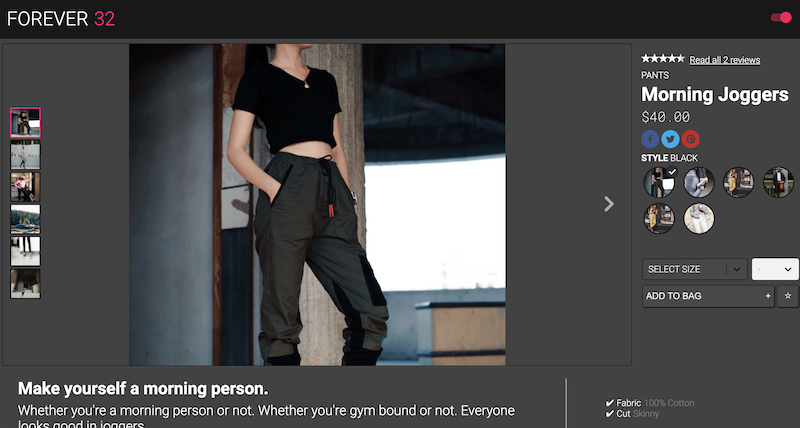 FOREVER 32
Read all 2 reviews
PANTS
Morning Joggers
$40.00
STYLE BLACK
SELECT SIZE
-
ADD TO BAG +
Make yourself a morning person.
Whether you're a morning person or not. Whether you're gym bound or not. Everyone
looks good in joggers
✔ Fabric 100% Cotton
✔ Cut Skinny